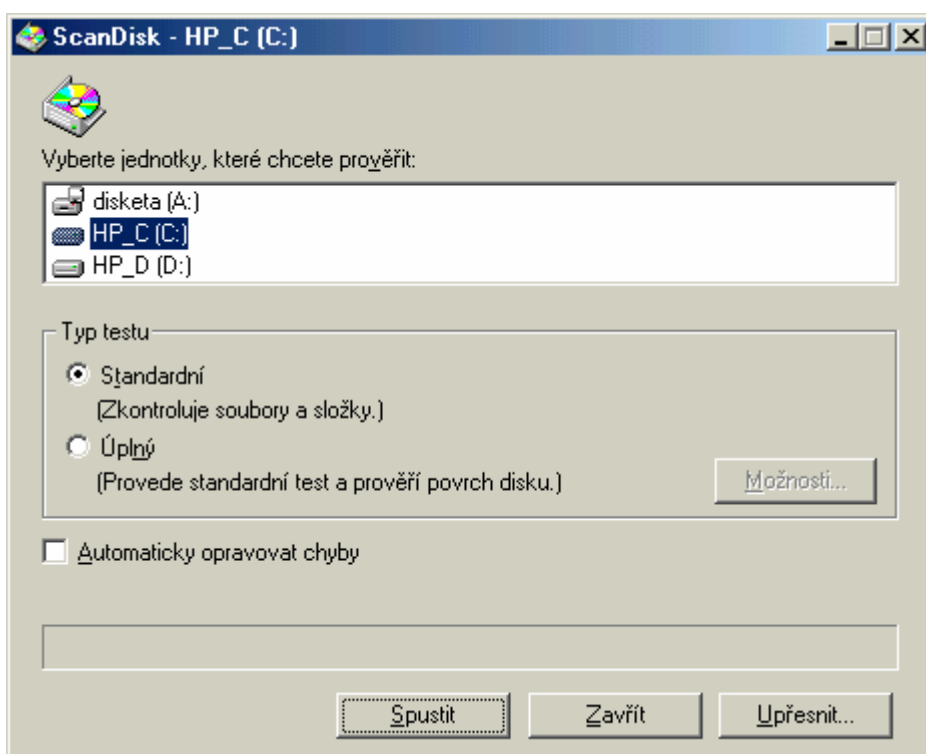 ScanDisk - HP_C (C:)
Vyberte jednotky, které chcete prověřit:
disketa (A:)
HP_C (C:)
HP_D (D:)
Typ testu
Standardní
(Zkontroluje soubory a složky.)
Úplný
(Provede standardní test a prověří povrch disku.)
Možnosti...
Automaticky opravovat chyby
Spustit Zavřít Upřesnit...